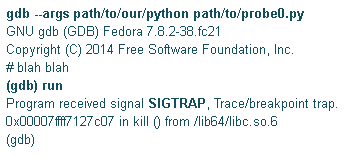 gdb --args path/to/our/python path/to/probe0.py
GNU gdb (GDB) Fedora 7.8.2-38.fc21
Copyright (C) 2014 Free Software Foundation, Inc.
# blah blah
(gdb) run
Program received signal SIGTRAP, Trace/breakpoint trap.
0x00007ffff7127c07 in kill () from /lib64/libc.so.6
(gdb)